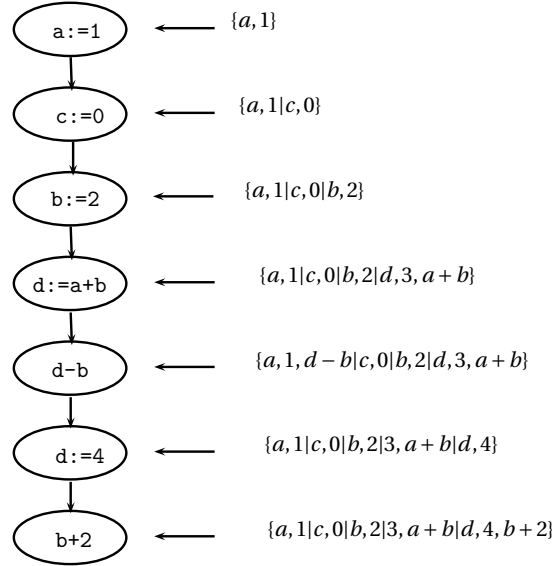 a:=1 {a,1}
c:=0 {a,1|c,0}
b:=2 {a,1|c,0|b,2}
d:=a+b {a,1|c,0|b,2|d,3,a+b}
d-b {a,1,d−b|c,0|b,2|d,3,a+b}
d:=4 {a,1|c,0|b,2|3,a+b|d,4}
b+2 {a,1|c,0|b,2|3,a+b|d,4,b+2}